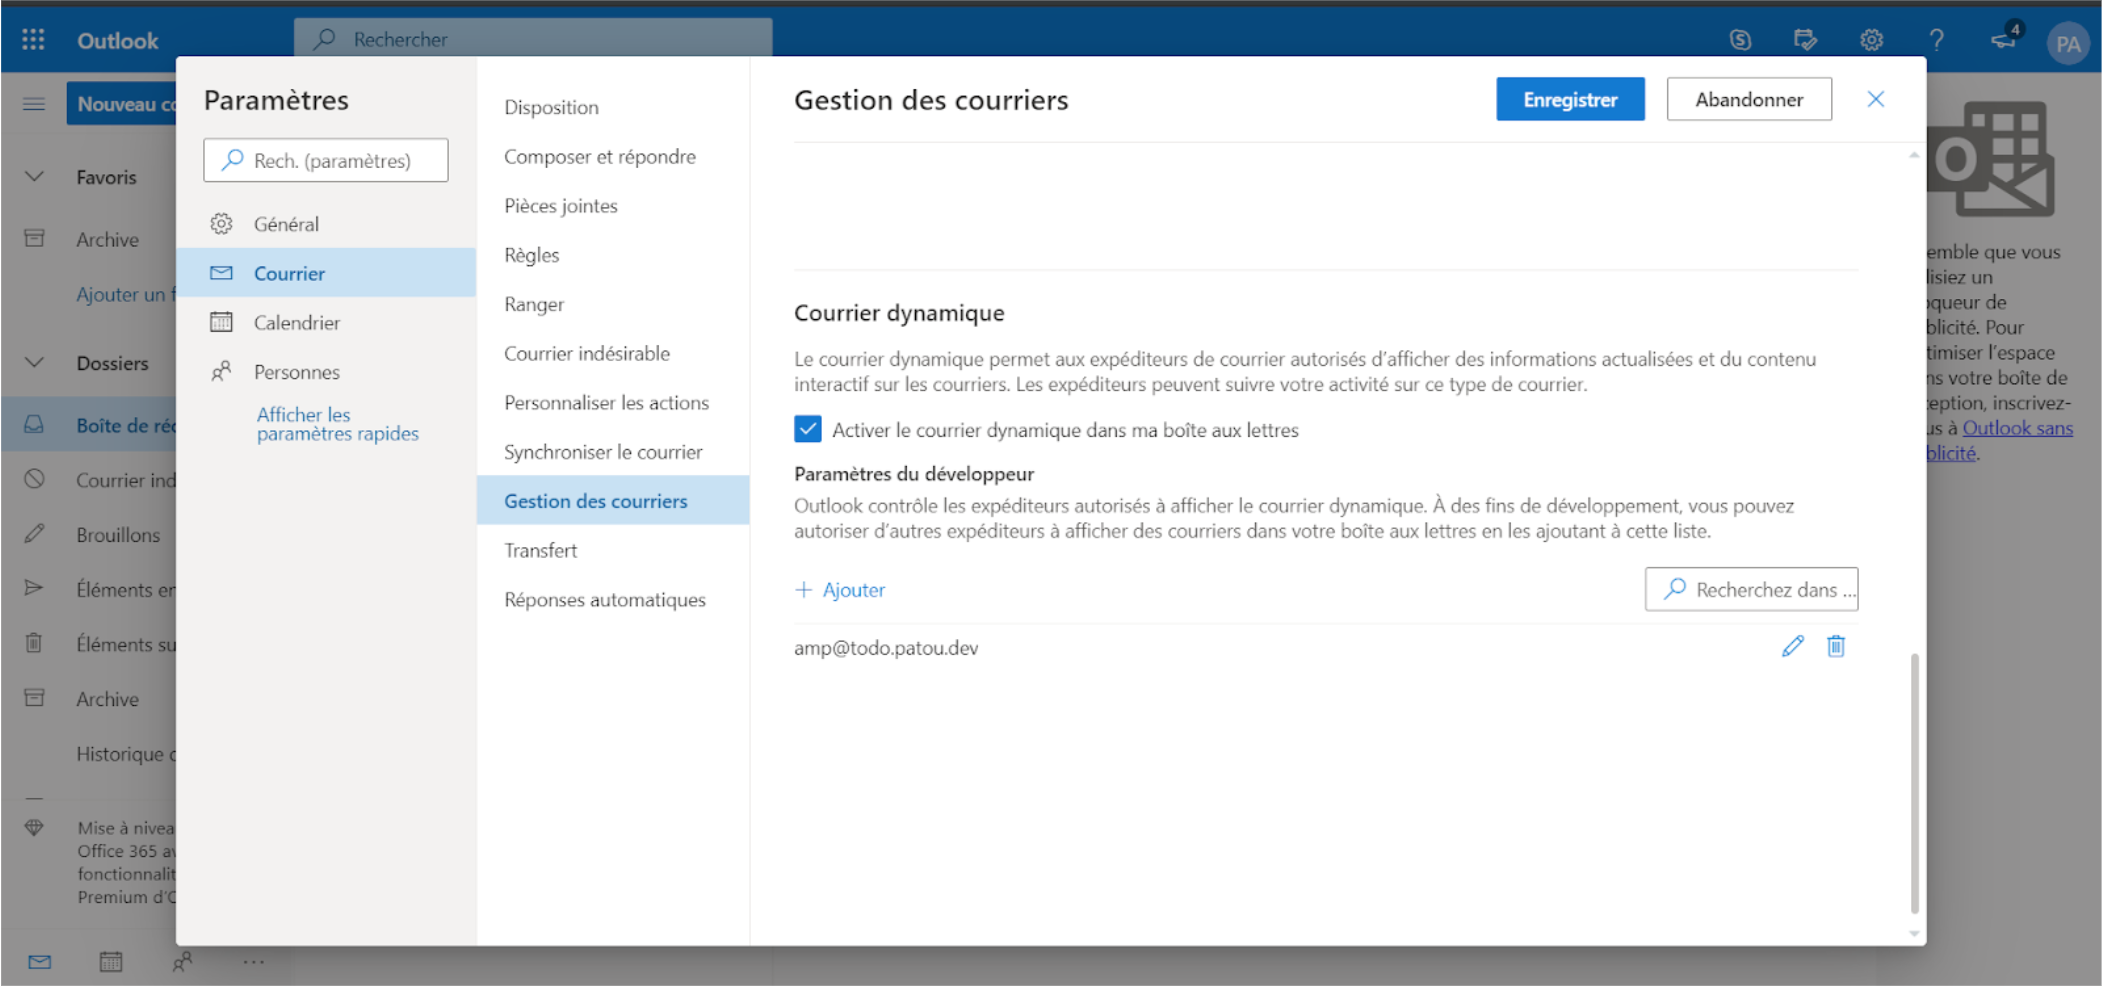 Outlook
Rechercher
4
PA
Nouveau co
Favoris
Archive
Ajouter un f
Dossiers
Boîte de réc
Courrier ind
Brouillons
Éléments en
Éléments su
Archive
Historique c
Mise à nivea
Office 365 av
fonctionnalit
Premium d'O
Paramètres
Rech. (paramètres)
Général
Courrier
Calendrier
Personnes
Afficher les
paramètres rapides
Disposition
Composer et répondre
Pièces jointes
Règles
Ranger
Courrier indésirable
Personnaliser les actions
Synchroniser le courrier
Gestion des courriers
Transfert
Réponses automatiques
Gestion des courriers
Enregistrer
Abandonner
Courrier dynamique
Le courrier dynamique permet aux expéditeurs de courrier autorisés d'afficher des informations actualisées et du contenu
interactif sur les courriers. Les expéditeurs peuvent suivre votre activité sur ce type de courrier.
Activer le courrier dynamique dans ma boîte aux lettres
Paramètres du développeur
Outlook contrôle les expéditeurs autorisés à afficher le courrier dynamique. À des fins de développement, vous pouvez
autoriser d'autres expéditeurs à afficher des courriers dans votre boîte aux lettres en les ajoutant à cette liste.
Ajouter
Recherchez dans ...
amp@todo.patou.dev
emble que vous
lisiez un
oqueur de
blicité. Pour
timiser l'espace
ns votre boîte de
ception, inscrivez-
us à Outlook sans
blicité.